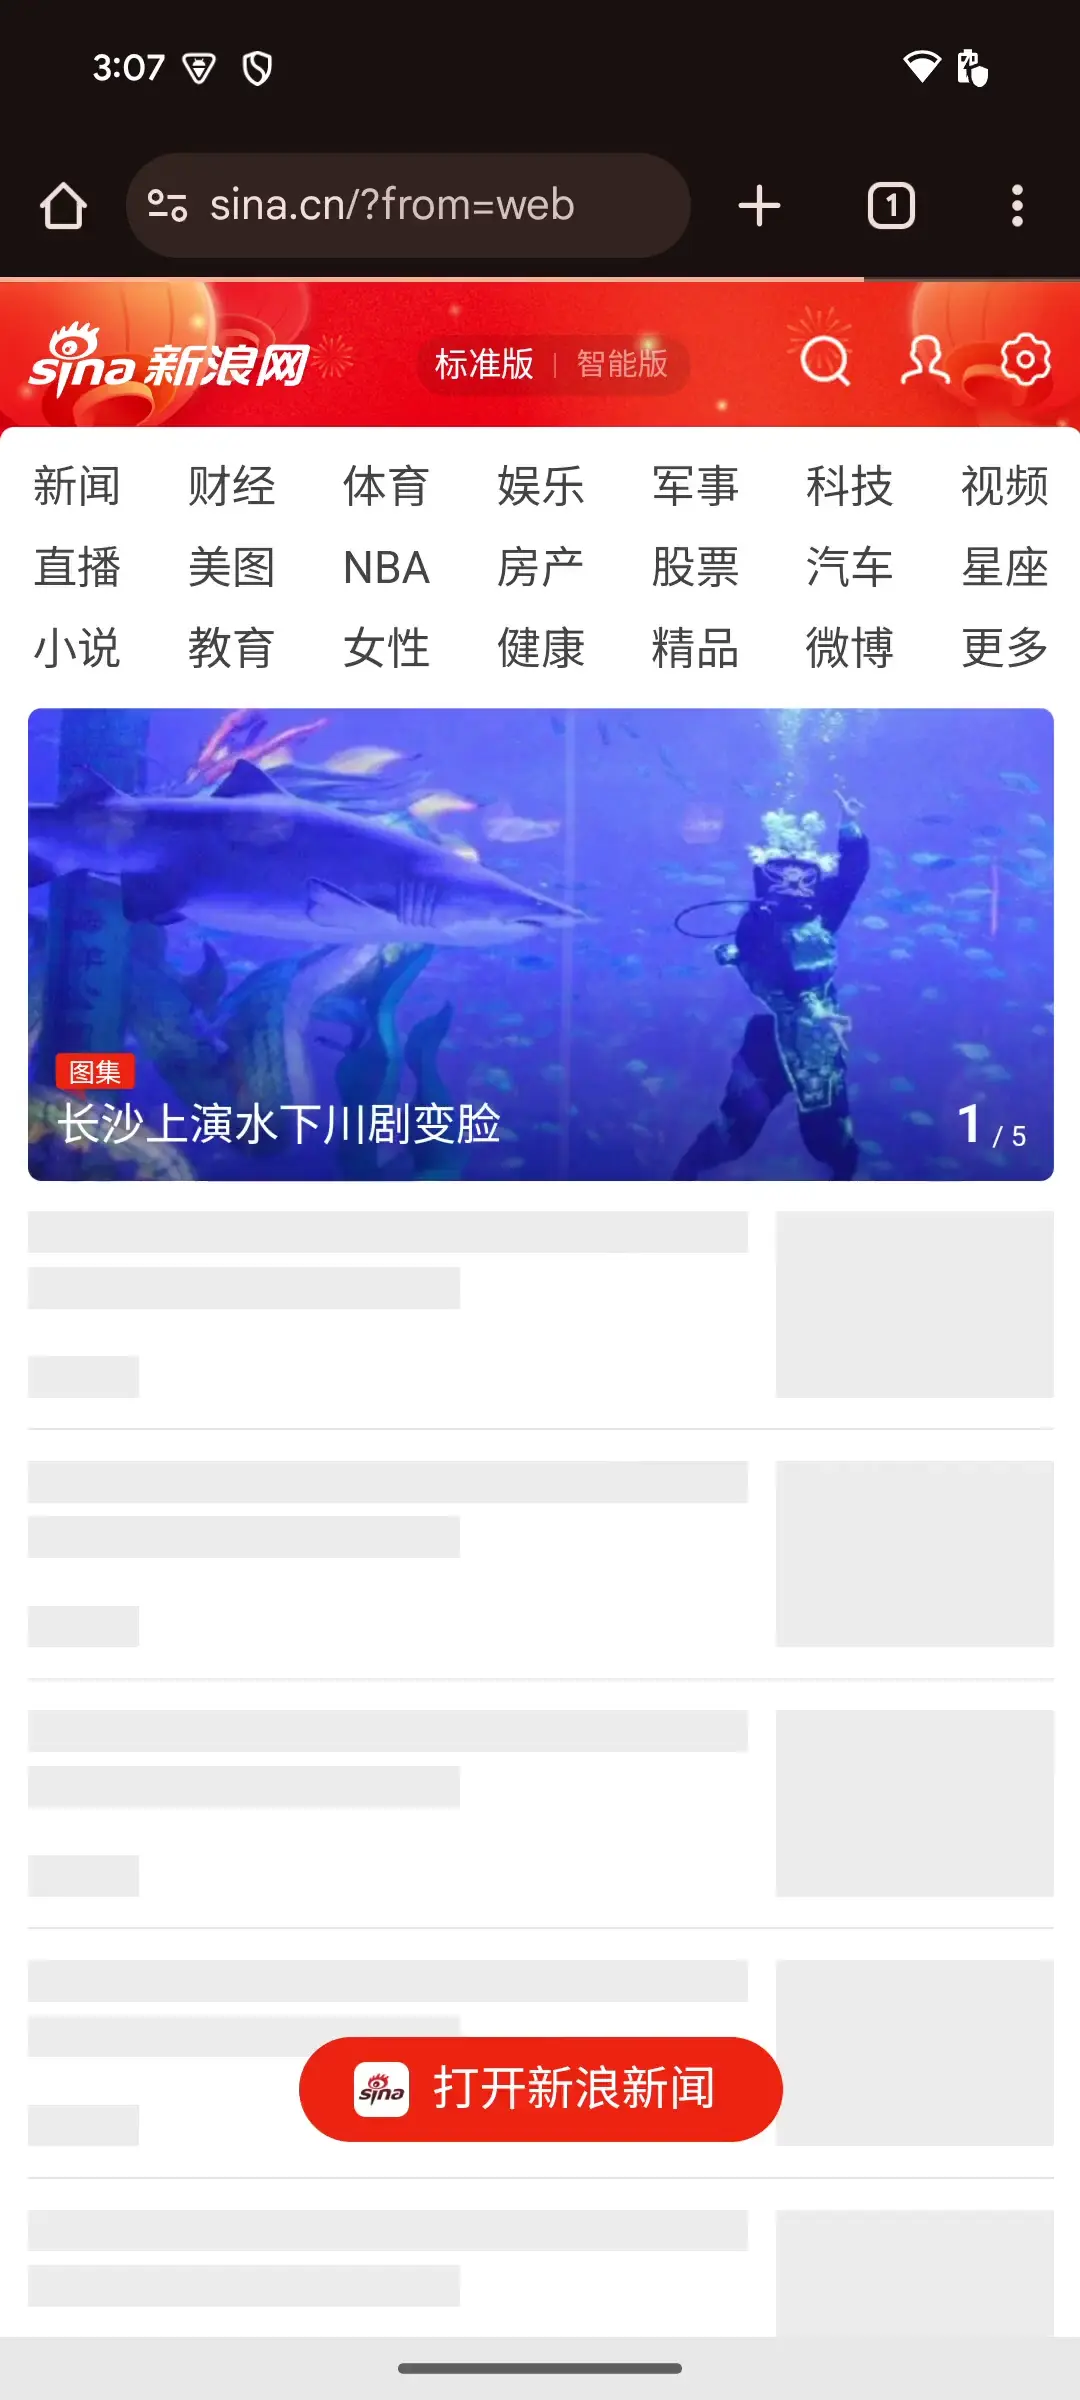 3:07
sina.cn/?from=web
1
sina新浪网
标准版 | 智能版
新闻 财经 体育 娱乐 军事 科技 视频
直播 美图 NBA 房产 股票 汽车 星座
小说 教育 女性 健康 精品 微博 更多
图集
长沙上演水下川剧变脸
1 / 5
sina 打开新浪新闻